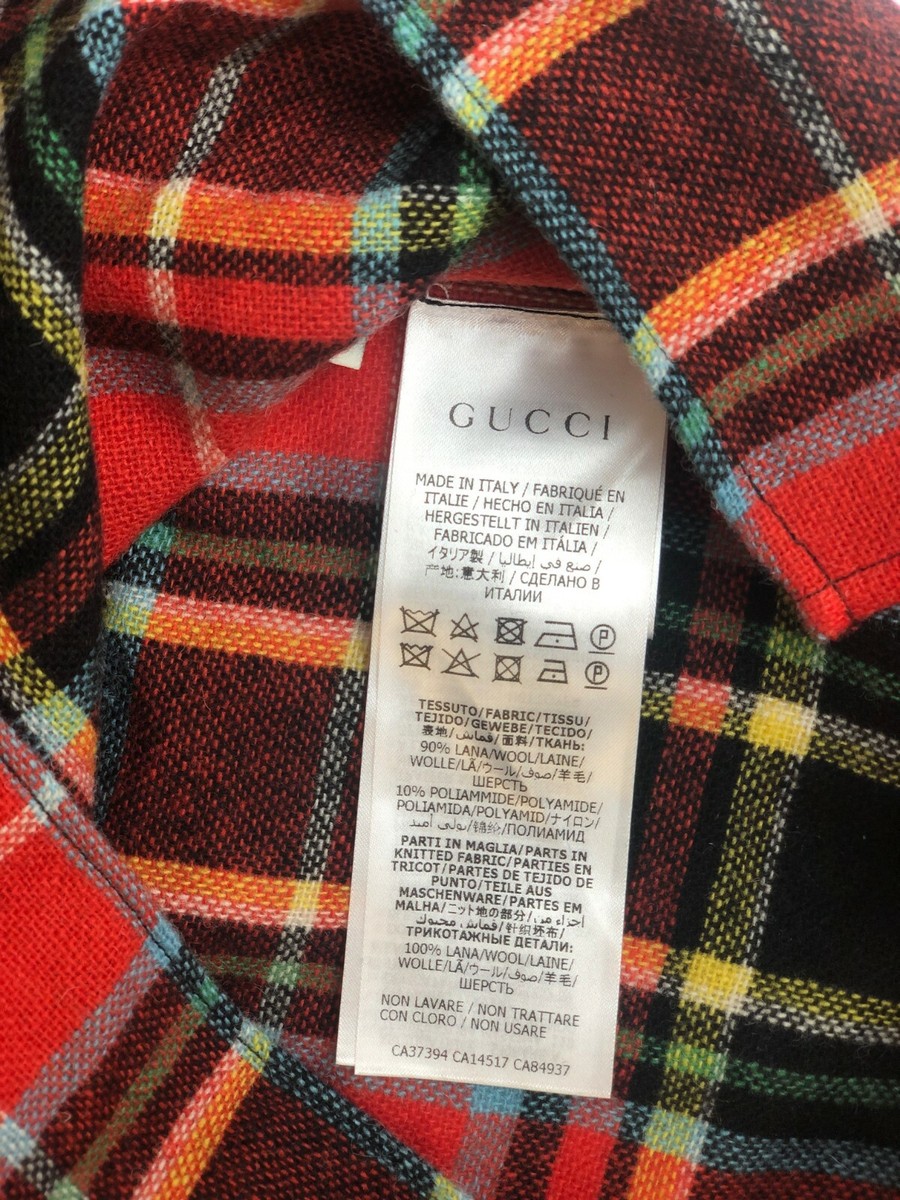 GUCCI
MADE IN ITALY / FABRIQUÉ EN
ITALIE / HECHO EN ITALIA /
HERGESTELLT IN ITALIEN /
FABRICADO EM ITÁLIA /
イタリア製 / صنع في إيطاليا /
产地:意大利 / СДЕЛАНО В
ИТАЛИИ
P
P
TESSUTO/FABRIC/TISSU/
TEJIDO/GEWEBE/TECIDO/
表地/قماش/面料/ТКАНЬ:
90% LANA/WOOL/LAINE/
WOLLE/LÃ/ウール/صوف/羊毛/
ШЕРСТЬ
10% POLIAMMIDE/POLYAMIDE/
POLIAMIDA/POLYAMID/ナイロン/
بولي أميد/锦纶/ПОЛИАМИД
PARTI IN MAGLIA/PARTS IN
KNITTED FABRIC/PARTIES EN
TRICOT/PARTES DE TEJIDO DE
PUNTO/TEILE AUS
MASCHENWARE/PARTES EM
MALHA/ニット地の部分/أجزاء من
قماش محبوك/针织坯布/
ТРИКОТАЖНЫЕ ДЕТАЛИ:
100% LANA/WOOL/LAINE/
WOLLE/LÃ/ウール/صوف/羊毛/
ШЕРСТЬ
NON LAVARE / NON TRATTARE
CON CLORO / NON USARE
CA37394 CA14517 CA84937